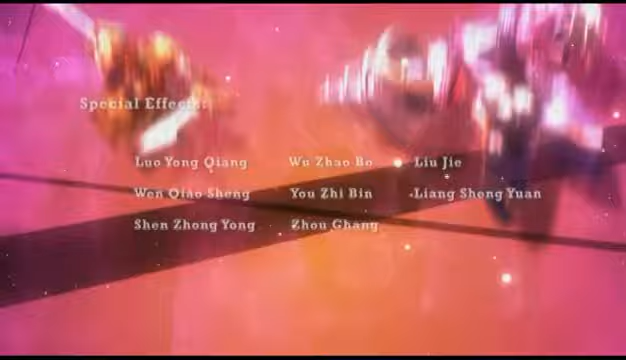 Special Effects:
Luo Yong Qiang Wu Zhao Bo Liu Jie
Wen Qiao Sheng You Zhi Bin Liang Sheng Yuan
Shen Zhong Yong Zhou Ghang